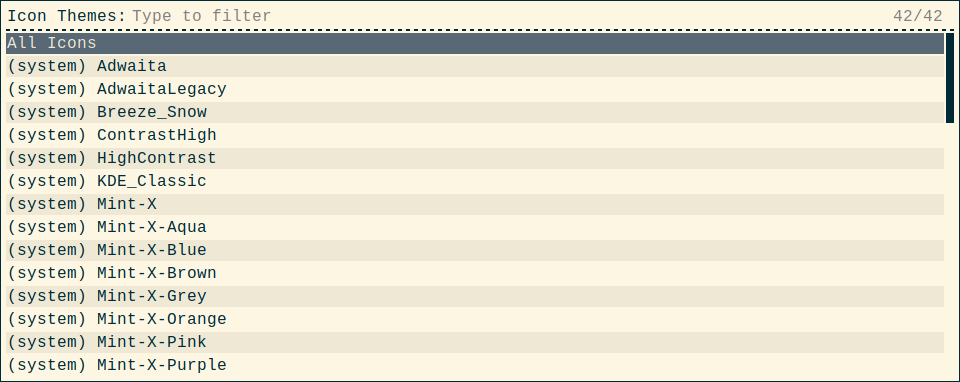 Icon Themes: Type to filter 42/42
All Icons
(system) Adwaita
(system) AdwaitaLegacy
(system) Breeze_Snow
(system) ContrastHigh
(system) HighContrast
(system) KDE_Classic
(system) Mint-X
(system) Mint-X-Aqua
(system) Mint-X-Blue
(system) Mint-X-Brown
(system) Mint-X-Grey
(system) Mint-X-Orange
(system) Mint-X-Pink
(system) Mint-X-Purple